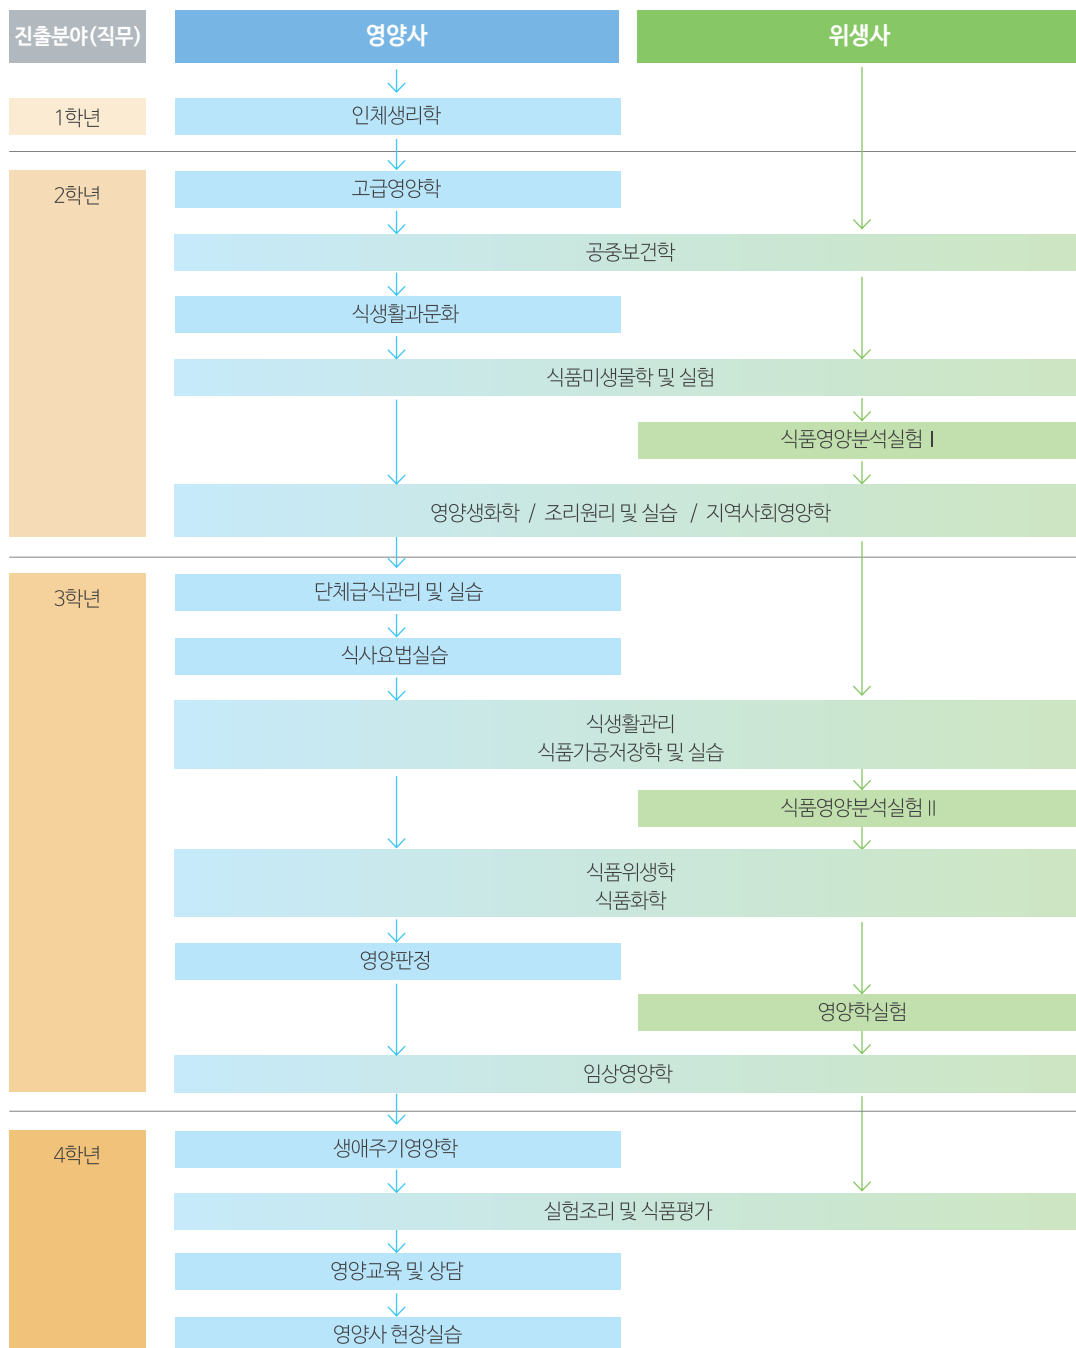 진출분야(직무)
영양사
위생사
1학년
인체생리학
2학년
고급영양학
공중보건학
식생활과문화
식품미생물학 및 실험
식품영양분석실험 Ⅰ
영양생화학 / 조리원리 및 실습 / 지역사회영양학
3학년
단체급식관리 및 실습
식사요법실습
식생활관리
식품가공저장학 및 실습
식품영양분석실험 Ⅱ
식품위생학
식품화학
영양판정
영양학실험
임상영양학
4학년
생애주기영양학
실험조리 및 식품평가
영양교육 및 상담
영양사 현장실습